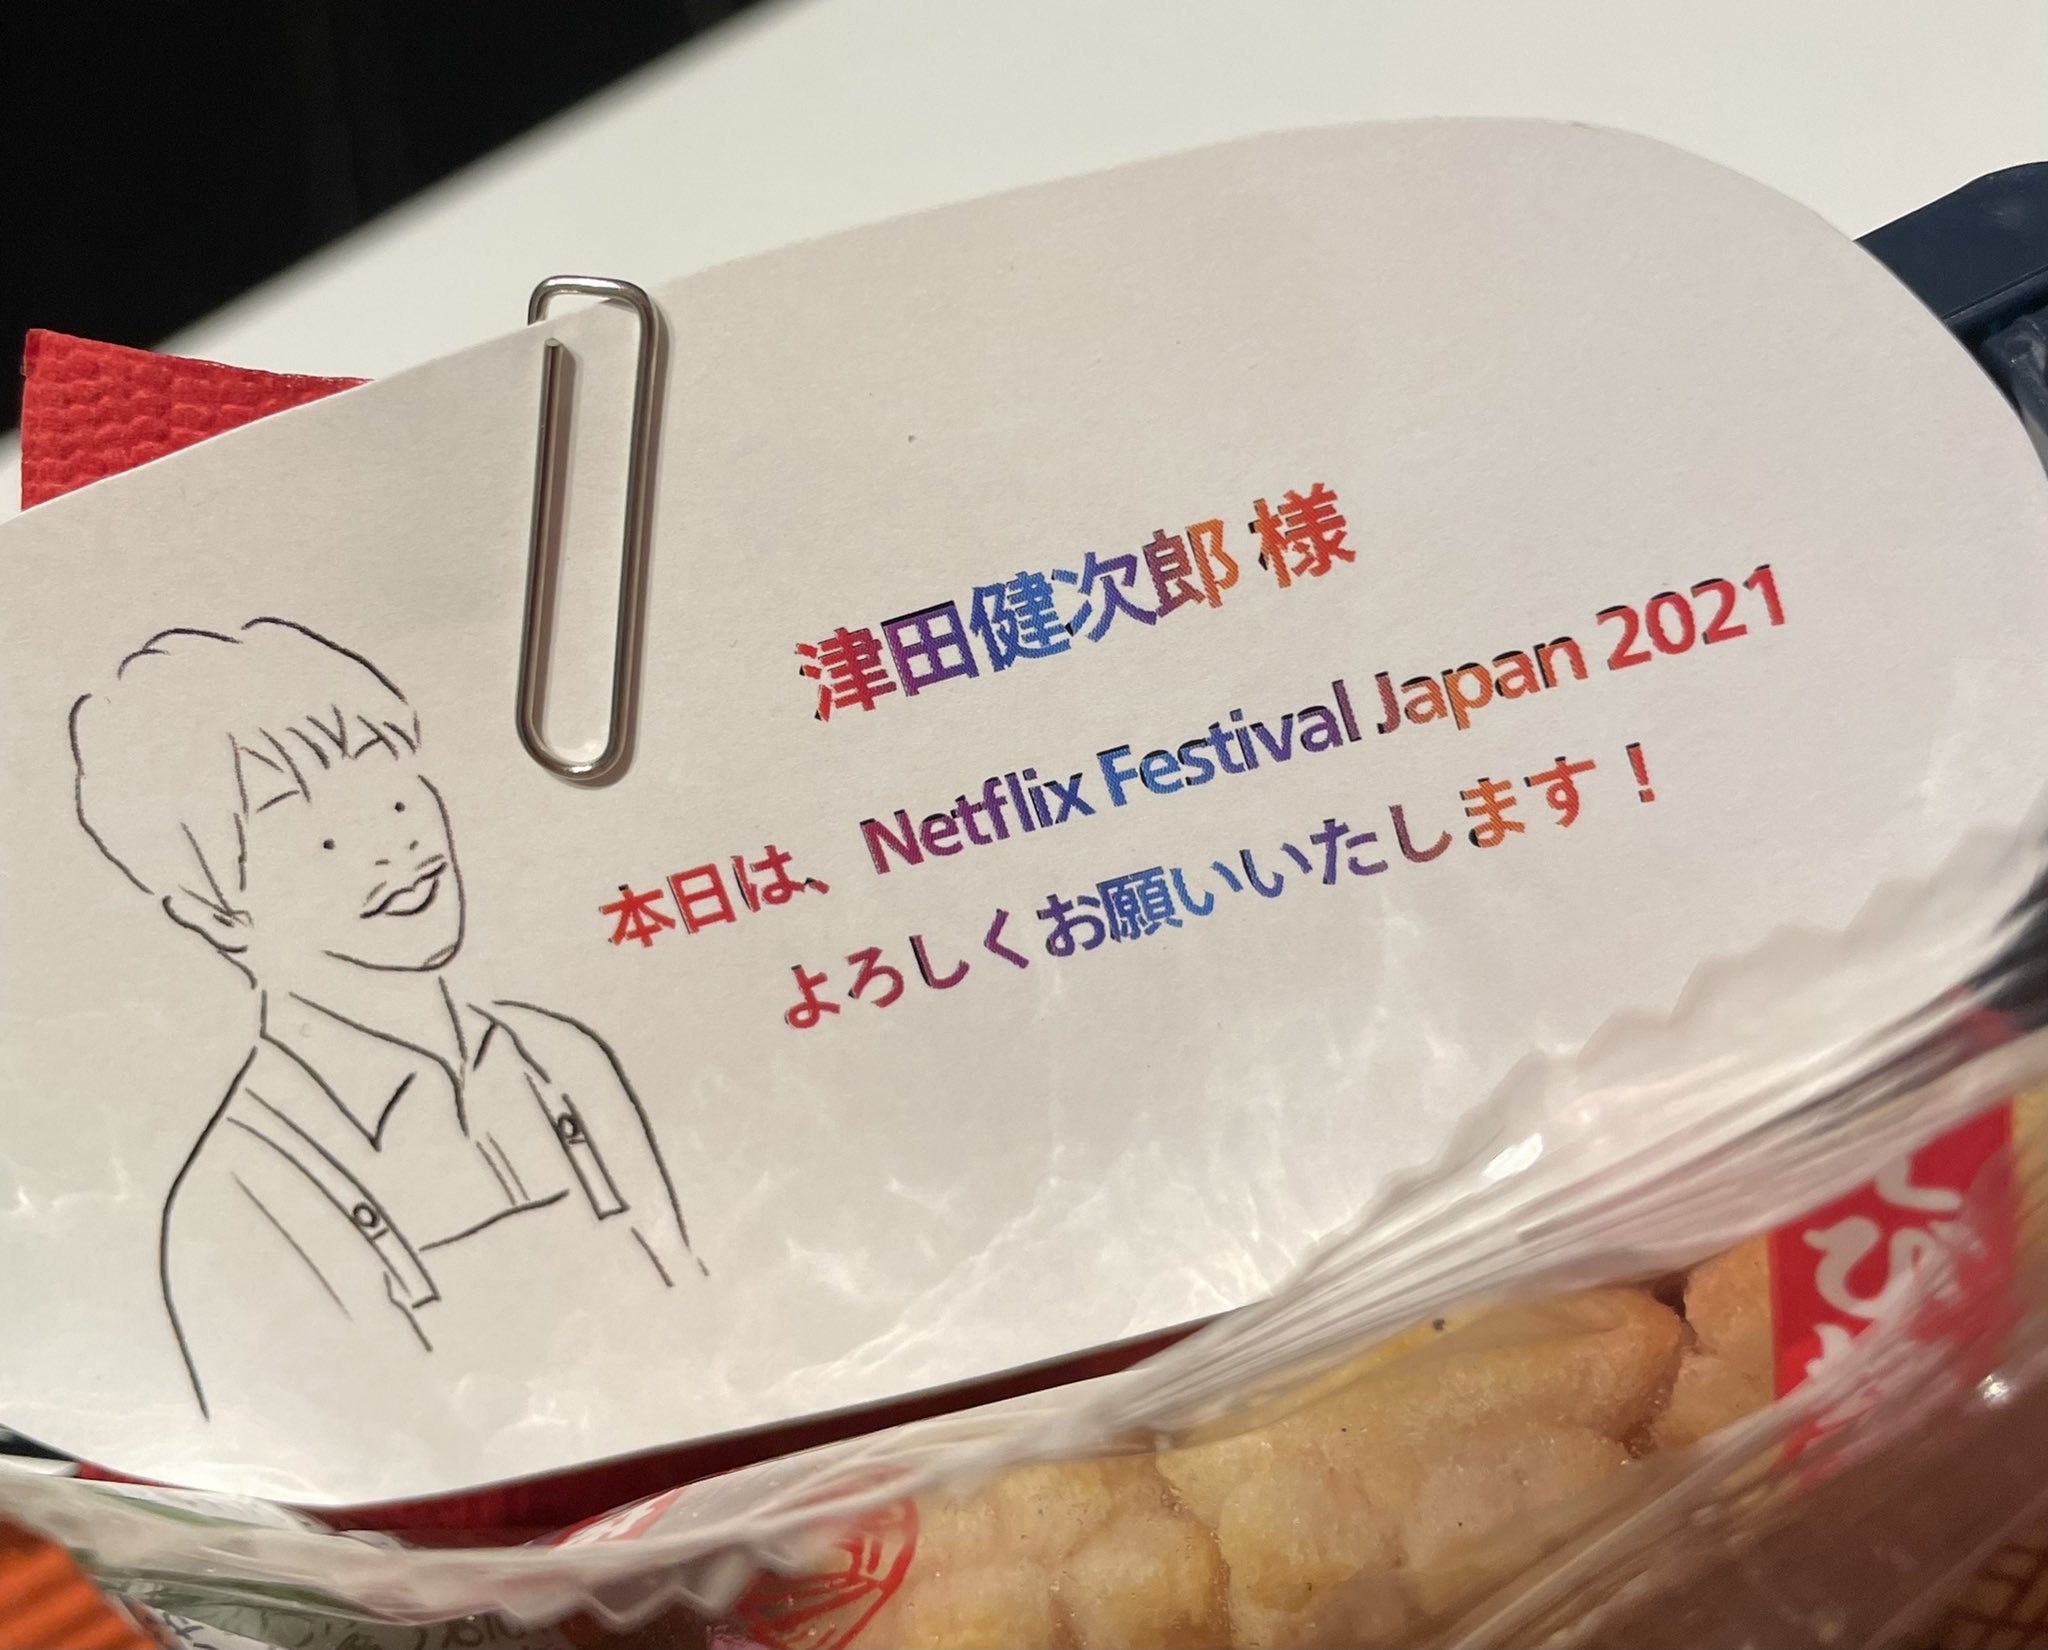 津田健次郎 様
本日は、Netflix Festival Japan 2021
よろしくお願いいたします！